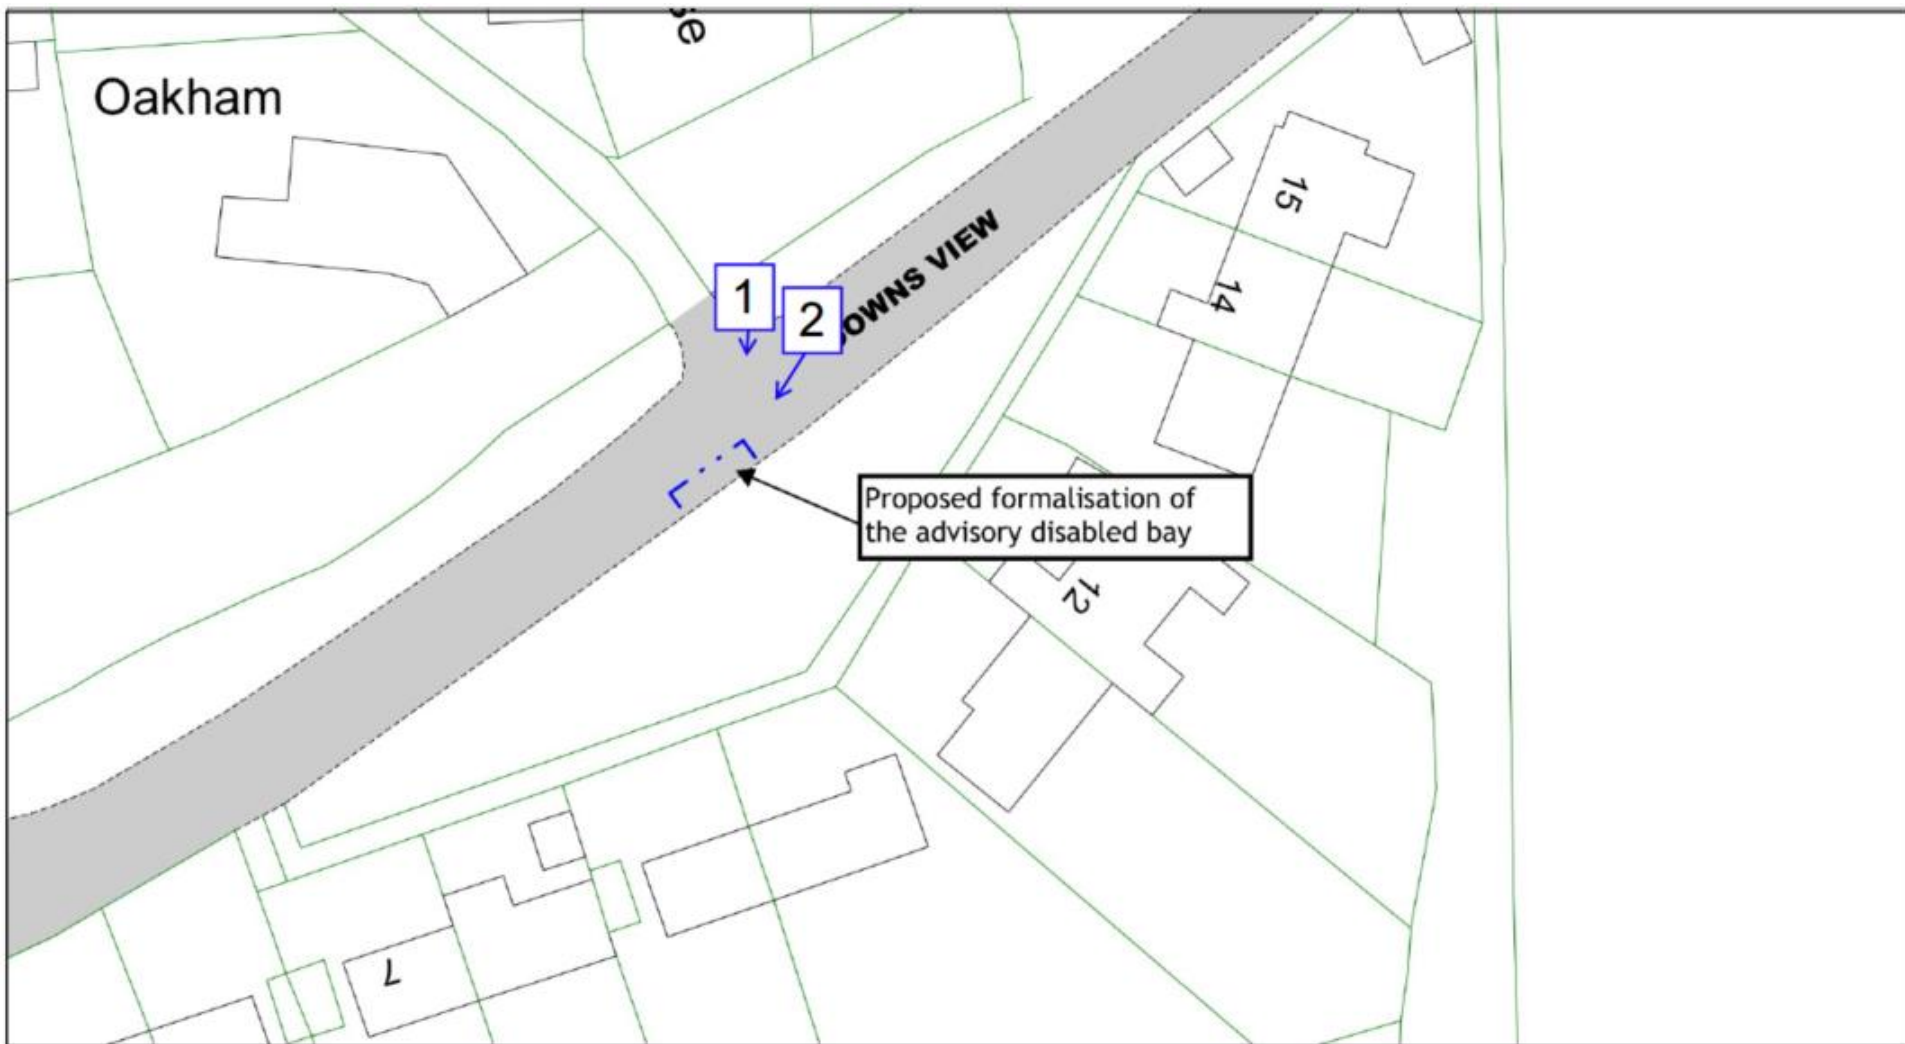 Oakham
15
14
1
2
OWNS VIEW
Proposed formalisation of
the advisory disabled bay
12
7